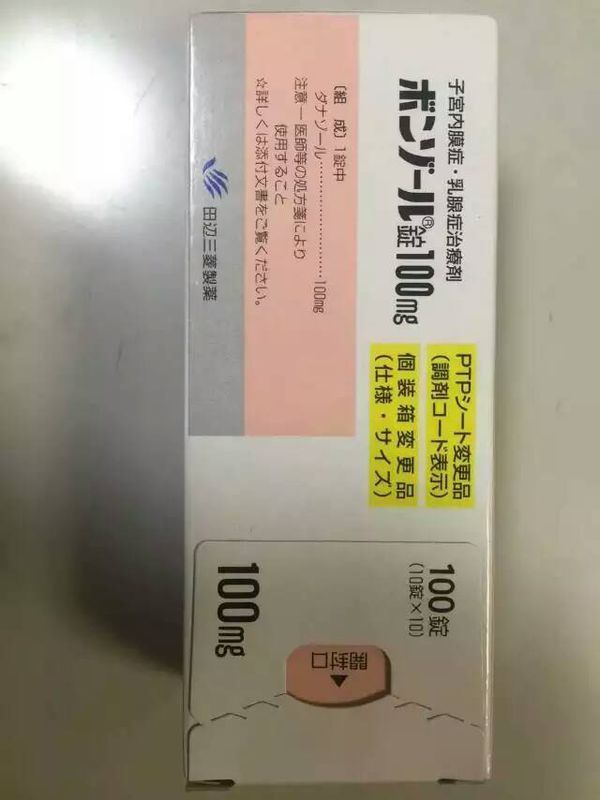 子宮内膜症・乳腺症治療剤
ボンゾール®錠100mg
〔組 成〕1錠中
ダナゾール…………………100mg
注意－医師等の処方箋により
使用すること
☆詳しくは添付文書をご覧ください。
田辺三菱製薬
PTPシート変更品
(調剤コード表示)
個装箱変更品
(仕様・サイズ)
100錠
(10錠×10)
100mg
開封口